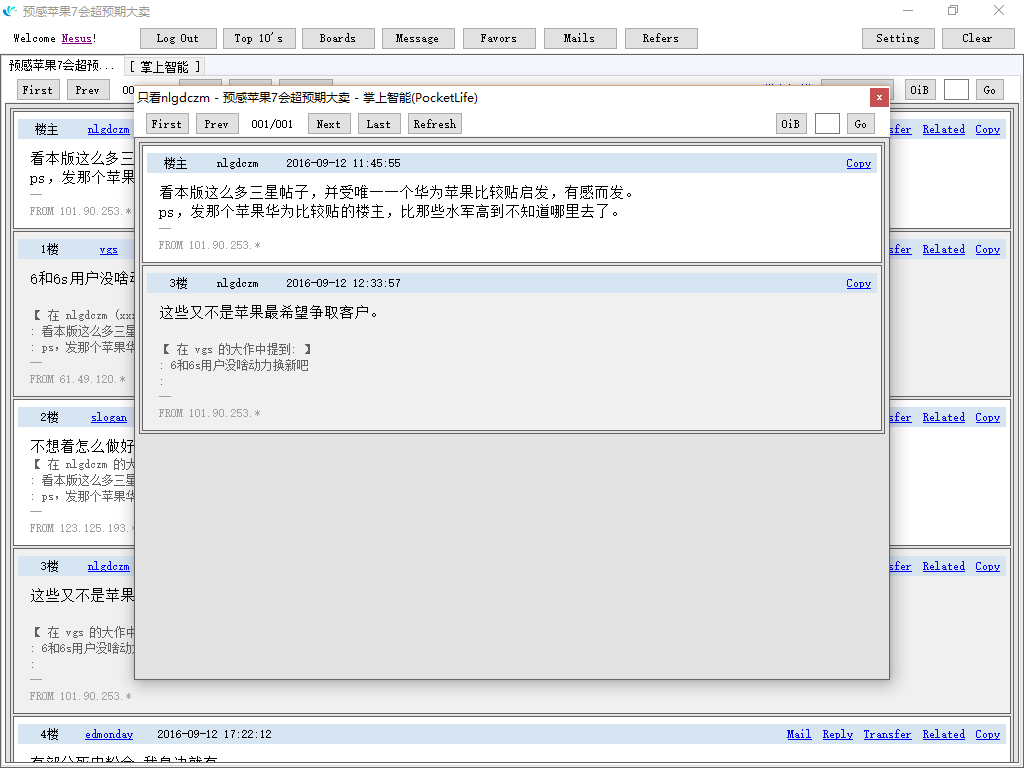 预感苹果7会超预期大卖
Welcome Nesus!
Log Out
Top 10's
Boards
Message
Favors
Mails
Refers
Setting
Clear
预感苹果7会超预...
[ 掌上智能 ]
First
Prev
OiB
Go
楼主 nlgdczm
Related Copy
看本版这么多三
ps，发那个苹果
FROM 101.90.253.*
1楼 vgs
Related Copy
6和6s用户没啥
【 在 nlgdczm
: 看本版这么多三星
: ps，发那个苹果华
FROM 61.49.120.*
2楼 slogan
Related Copy
不想着怎么做好
【 在 nlgdczm 的大
: 看本版这么多三星
: ps，发那个苹果华
FROM 123.125.193.
3楼 nlgdczm
Related Copy
这些又不是苹果
【 在 vgs 的大作中
: 6和6s用户没啥动
:
FROM 101.90.253.*
4楼 edmonday 2016-09-12 17:22:12
Mail Reply Transfer Related Copy
只看nlgdczm - 预感苹果7会超预期大卖 - 掌上智能(PocketLife)
x
First
Prev
001/001
Next
Last
Refresh
OiB
Go
楼主 nlgdczm 2016-09-12 11:45:55 Copy
看本版这么多三星帖子，并受唯一一个华为苹果比较贴启发，有感而发。
ps，发那个苹果华为比较贴的楼主，比那些水军高到不知道哪里去了。
—
FROM 101.90.253.*
3楼 nlgdczm 2016-09-12 12:33:57 Copy
这些又不是苹果最希望争取客户。
【 在 vgs 的大作中提到: 】
: 6和6s用户没啥动力换新吧
:
—
FROM 101.90.253.*